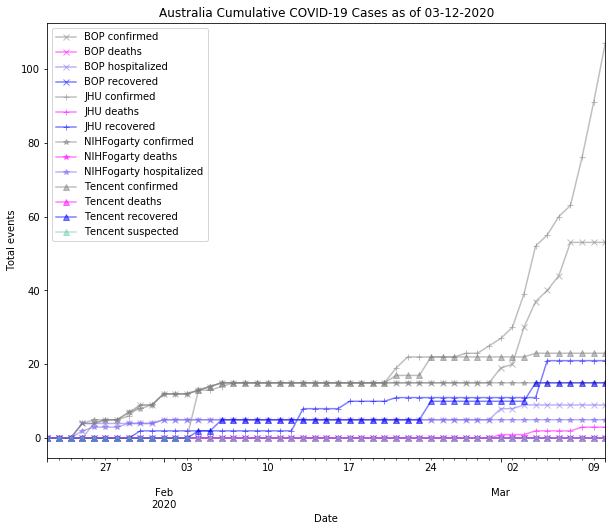 Australia Cumulative COVID-19 Cases as of 03-12-2020
BOP confirmed
BOP deaths
BOP hospitalized
BOP recovered
JHU confirmed
JHU deaths
JHU recovered
NIHFogarty confirmed
NIHFogarty deaths
NIHFogarty hospitalized
Tencent confirmed
Tencent deaths
Tencent recovered
Tencent suspected
Total events
100
80
60
40
20
0
27 03 10 17 24 02 09
Feb Mar
2020
Date